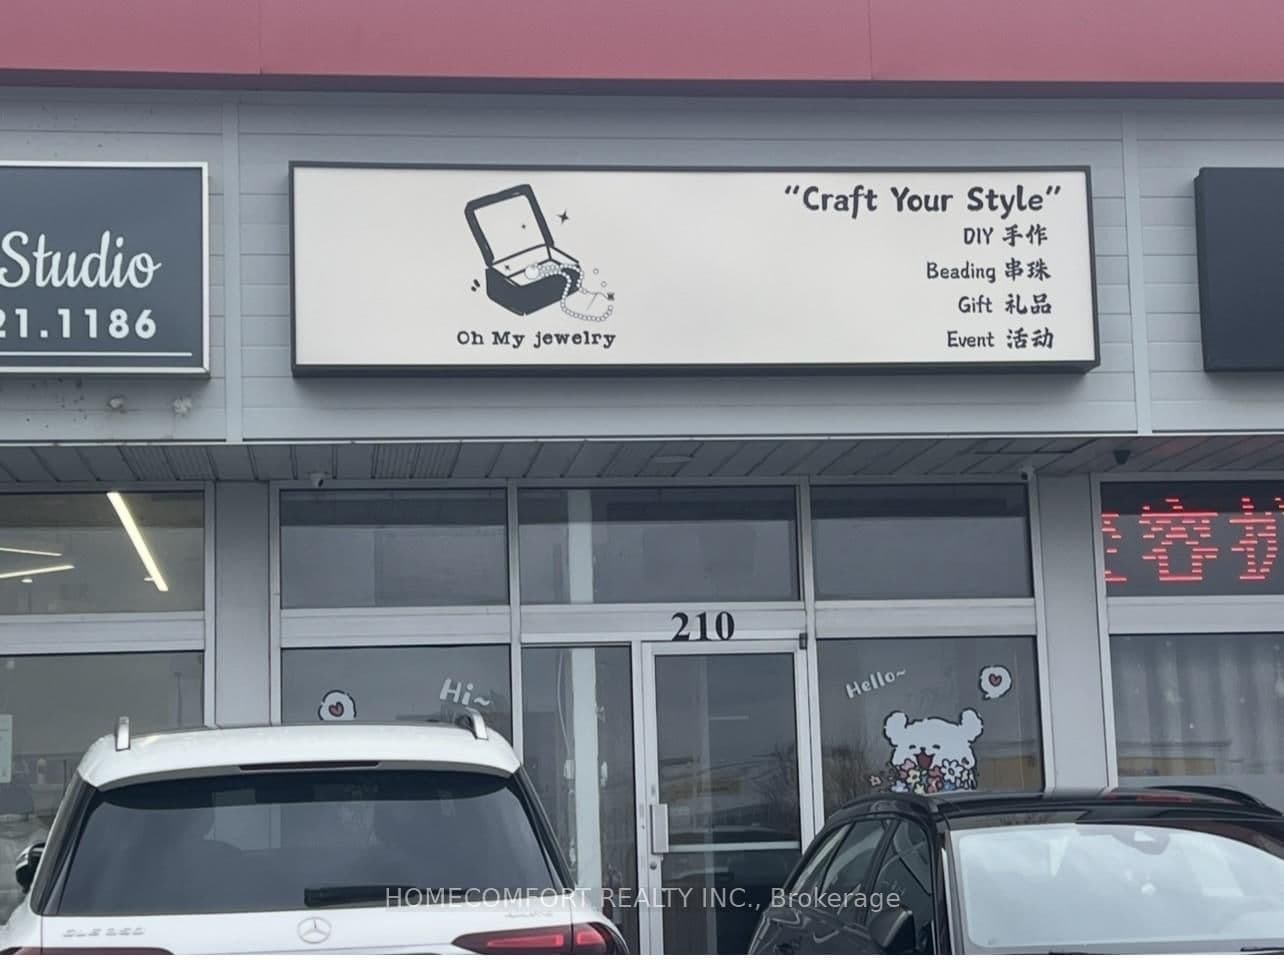 Studio
21.1186
Oh My jewelry
“Craft Your Style”
DIY 手作
Beading 串珠
Gift 礼品
Event 活动
容
210
Hi~
Hello~
HOMECOMFORT REALTY INC., Brokerage